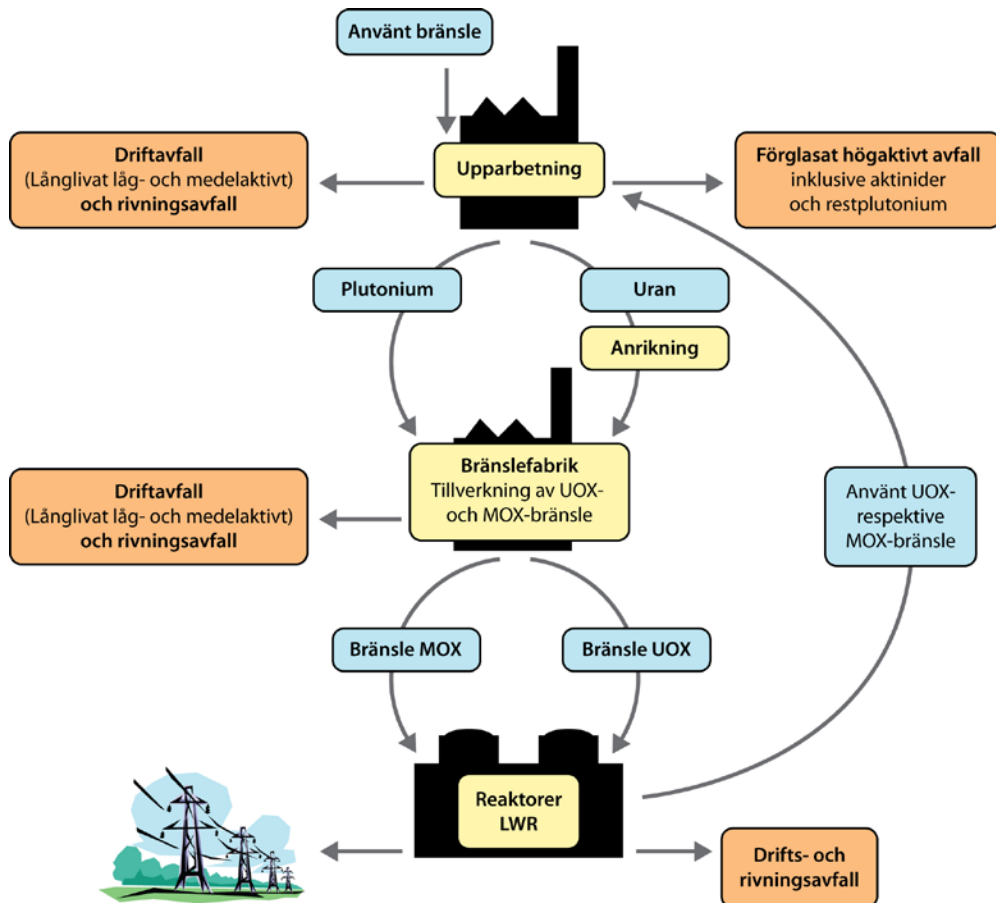 Använt bränsle
Driftavfall
(Långlivat låg- och medelaktivt)
och rivningsavfall
Upparbetning
Förglasat högaktivt avfall
inklusive aktinider
och restplutonium
Plutonium
Uran
Anrikning
Bränslefabrik
Tillverkning av UOX-
och MOX-bränsle
Driftavfall
(Långlivat låg- och medelaktivt)
och rivningsavfall
Använt UOX-
respektive
MOX-bränsle
Bränsle MOX
Bränsle UOX
Reaktorer
LWR
Drifts- och
rivningsavfall